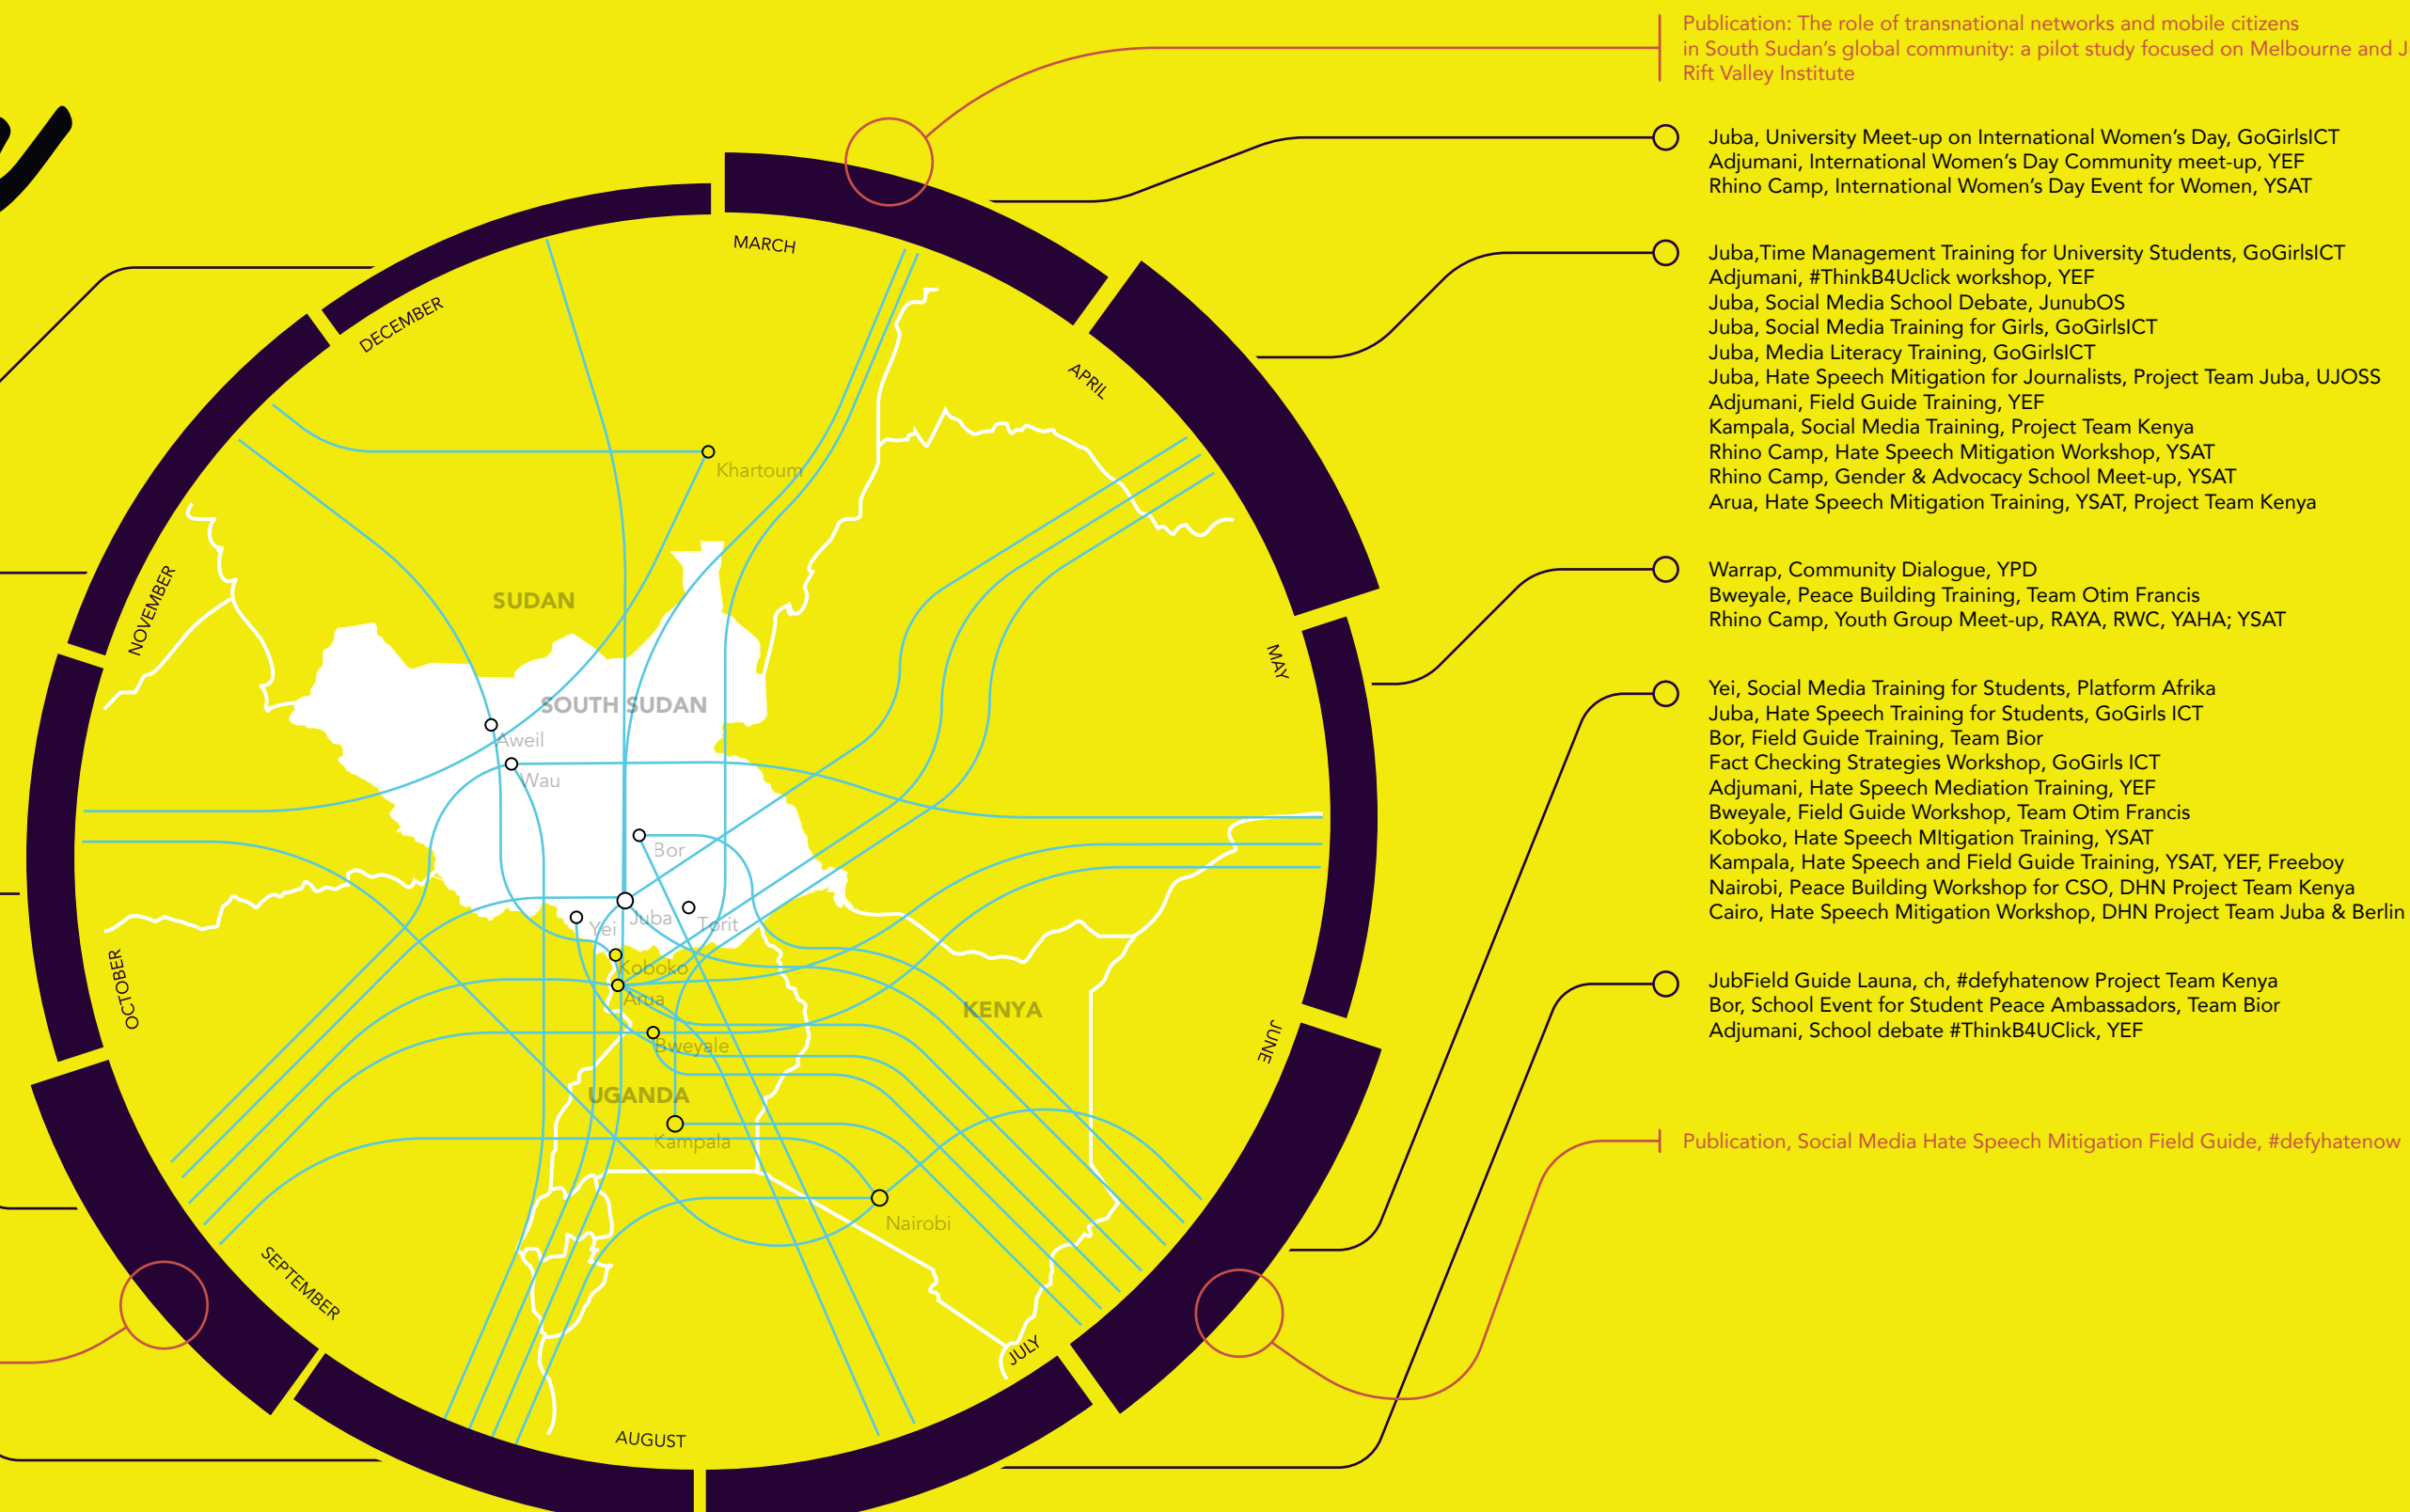 Publication: The role of transnational networks and mobile citizens
in South Sudan's global community: a pilot study focused on Melbourne and
Rift Valley Institute
Juba, University Meet-up on International Women's Day, GoGirlsICT
Adjumani, International Women's Day Community meet-up, YEF
Rhino Camp, International Women's Day Event for Women, YSAT
Juba,Time Management Training for University Students, GoGirlsICT
Adjumani, #ThinkB4Uclick workshop, YEF
Juba, Social Media School Debate, JunubOS
Juba, Social Media Training for Girls, GoGirlsICT
Juba, Media Literacy Training, GoGirlsICT
Juba, Hate Speech Mitigation for Journalists, Project Team Juba, UJOSS
Adjumani, Field Guide Training, YEF
Kampala, Social Media Training, Project Team Kenya
Rhino Camp, Hate Speech Mitigation Workshop, YSAT
Rhino Camp, Gender & Advocacy School Meet-up, YSAT
Arua, Hate Speech Mitigation Training, YSAT, Project Team Kenya
Warrap, Community Dialogue, YPD
Bweyale, Peace Building Training, Team Otim Francis
Rhino Camp, Youth Group Meet-up, RAYA, RWC, YAHA; YSAT
Yei, Social Media Training for Students, Platform Afrika
Juba, Hate Speech Training for Students, GoGirls ICT
Bor, Field Guide Training, Team Bior
Fact Checking Strategies Workshop, GoGirls ICT
Adjumani, Hate Speech Mediation Training, YEF
Bweyale, Field Guide Workshop, Team Otim Francis
Koboko, Hate Speech MItigation Training, YSAT
Kampala, Hate Speech and Field Guide Training, YSAT, YEF, Freeboy
Nairobi, Peace Building Workshop for CSO, DHN Project Team Kenya
Cairo, Hate Speech Mitigation Workshop, DHN Project Team Juba & Berlin
JubField Guide Launa, ch, #defyhatenow Project Team Kenya
Bor, School Event for Student Peace Ambassadors, Team Bior
Adjumani, School debate #ThinkB4UClick, YEF
Publication, Social Media Hate Speech Mitigation Field Guide, #defyhatenow
MARCH
APRIL
MAY
JUNE
JULY
AUGUST
SEPTEMBER
OCTOBER
NOVEMBER
DECEMBER
Khartoum
SUDAN
SOUTH SUDAN
Aweil
Wau
Bor
Juba
Torit
Yei
Koboko
Arua
KENYA
Bweyale
UGANDA
Kampala
Nairobi